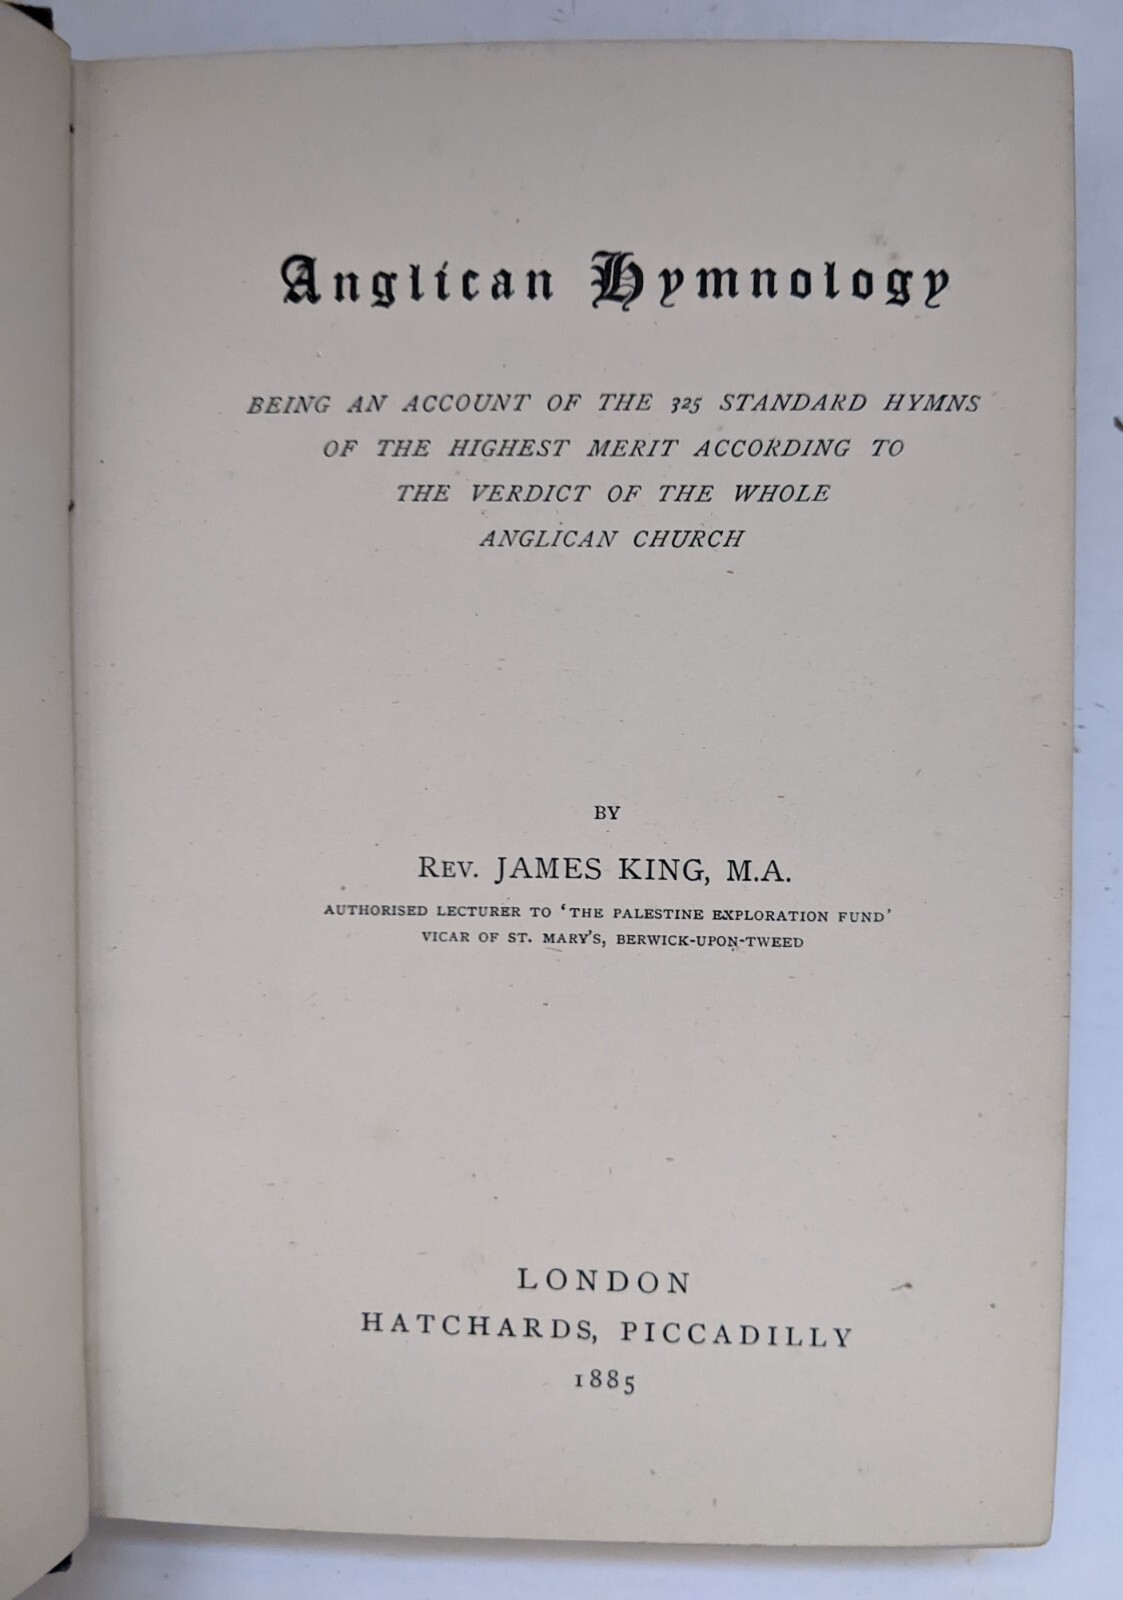 Anglican Hymnology
BEING AN ACCOUNT OF THE 325 STANDARD HYMNS
OF THE HIGHEST MERIT ACCORDING TO
THE VERDICT OF THE WHOLE
ANGLICAN CHURCH
BY
REV. JAMES KING, M.A.
AUTHORISED LECTURER TO ‘THE PALESTINE EXPLORATION FUND’
VICAR OF ST. MARY’S, BERWICK-UPON-TWEED
LONDON
HATCHARDS, PICCADILLY
1885